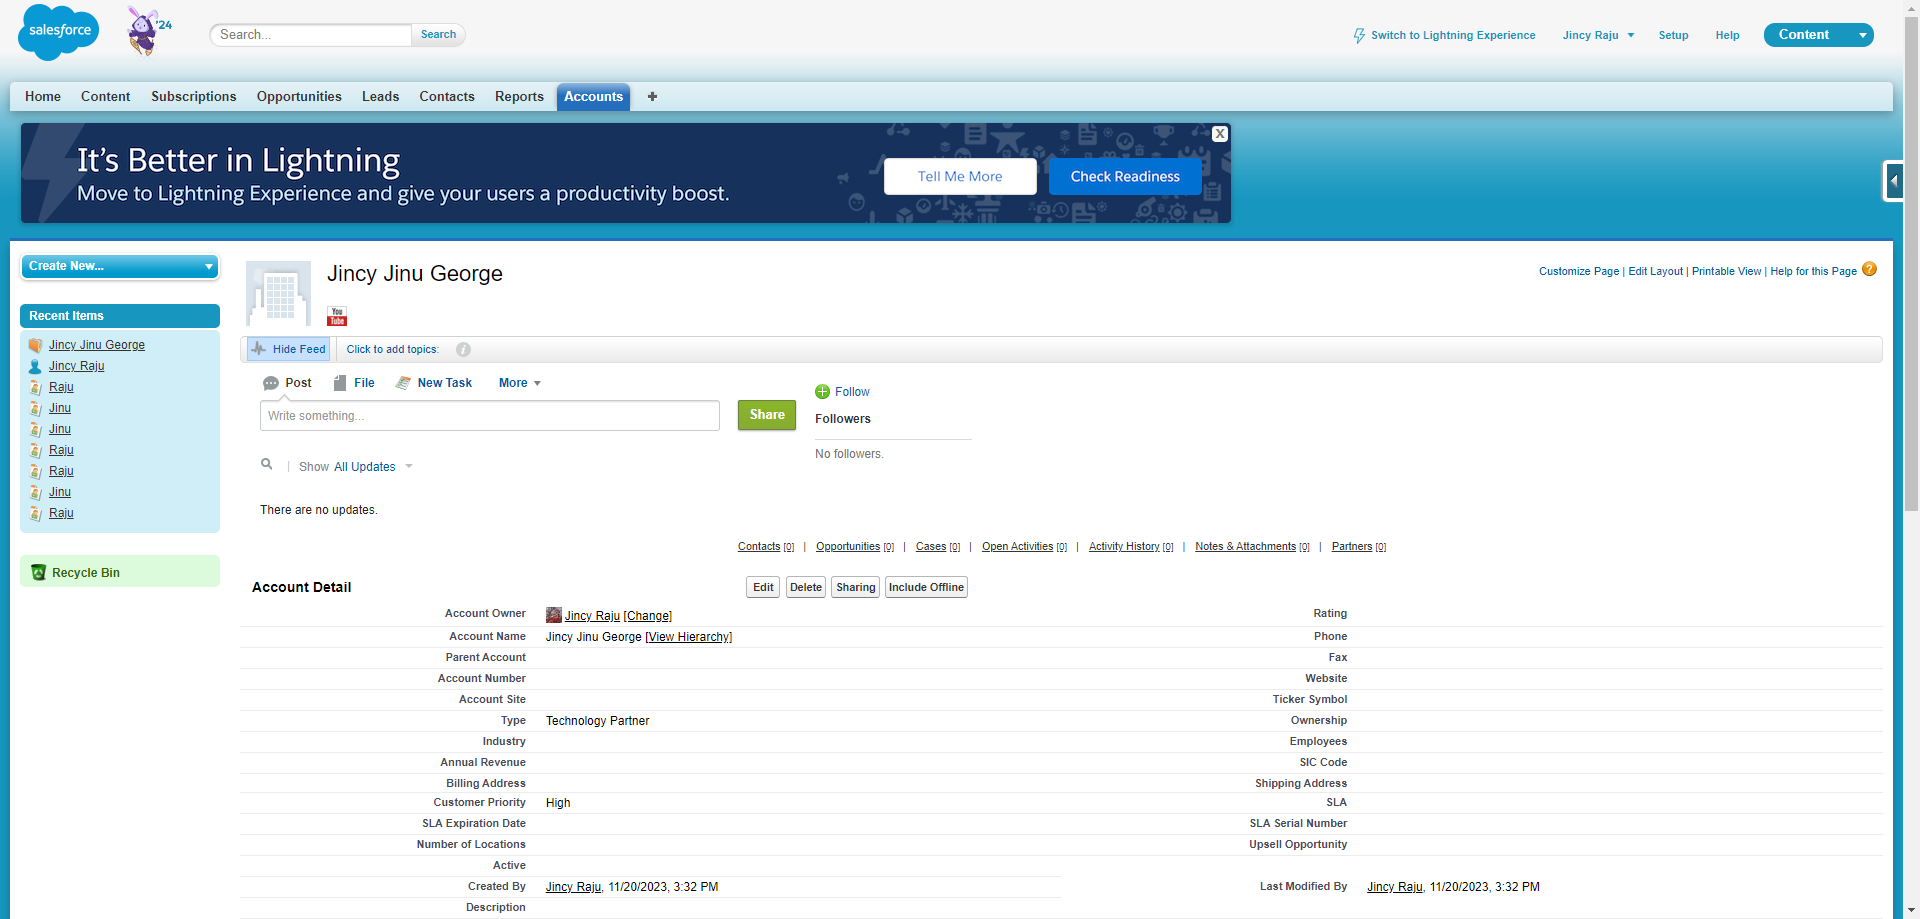 salesforce
'24
Search...
Search
Switch to Lightning Experience
Jincy Raju
Setup
Help
Content
Home Content Subscriptions Opportunities Leads Contacts Reports Accounts +
It's Better in Lightning
Move to Lightning Experience and give your users a productivity boost.
Tell Me More
Check Readiness
X
Create New...
Recent Items
Jincy Jinu George
Jincy Raju
Raju
Jinu
Jinu
Raju
Raju
Jinu
Raju
Recycle Bin
Jincy Jinu George
You
Tube
Customize Page | Edit Layout | Printable View | Help for this Page ?
Hide Feed
Click to add topics:
i
Post File New Task More
Write something...
Share
Follow
Followers
No followers.
Show All Updates
There are no updates.
Contacts [0] | Opportunities [0] | Cases [0] | Open Activities [0] | Activity History [0] | Notes & Attachments [0] | Partners [0]
Account Detail
Edit Delete Sharing Include Offline
Account Owner Jincy Raju [Change] Rating
Account Name Jincy Jinu George [View Hierarchy] Phone
Parent Account Fax
Account Number Website
Account Site Ticker Symbol
Type Technology Partner Ownership
Industry Employees
Annual Revenue SIC Code
Billing Address Shipping Address
Customer Priority High SLA
SLA Expiration Date SLA Serial Number
Number of Locations Upsell Opportunity
Active
Created By Jincy Raju, 11/20/2023, 3:32 PM Last Modified By Jincy Raju, 11/20/2023, 3:32 PM
Description